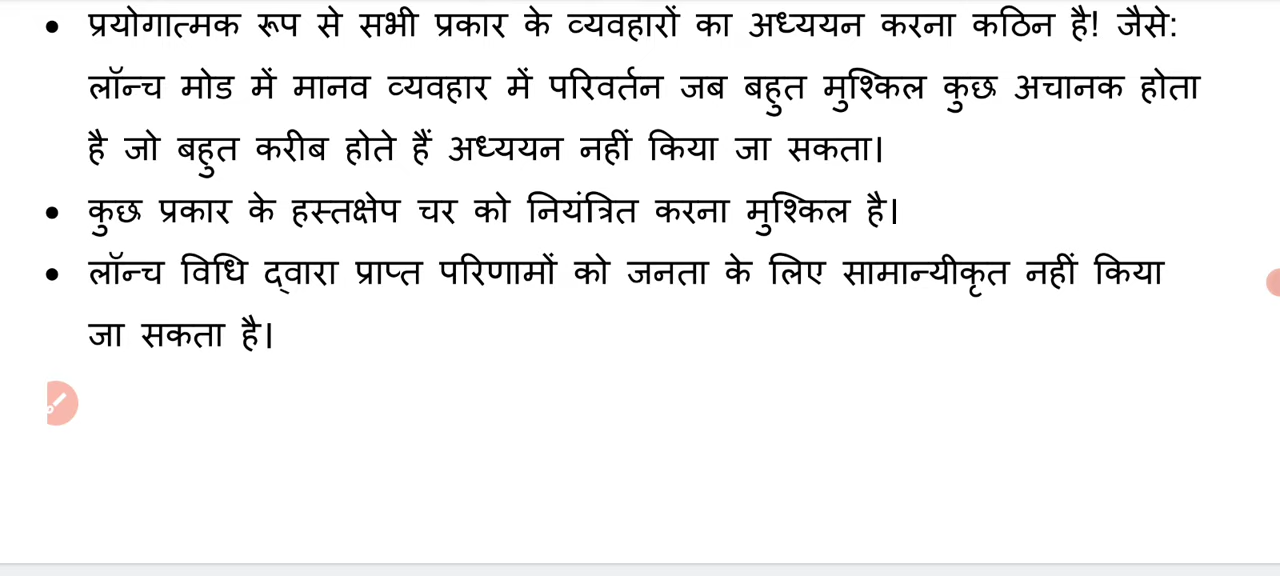 • प्रयोगात्मक रूप से सभी प्रकार के व्यवहारों का अध्ययन करना कठिन है! जैसे:
लॉन्च मोड में मानव व्यवहार में परिवर्तन जब बहुत मुश्किल कुछ अचानक होता
है जो बहुत करीब होते हैं अध्ययन नहीं किया जा सकता।
• कुछ प्रकार के हस्तक्षेप चर को नियंत्रित करना मुश्किल है।
• लॉन्च विधि द्वारा प्राप्त परिणामों को जनता के लिए सामान्यीकृत नहीं किया
जा सकता है।